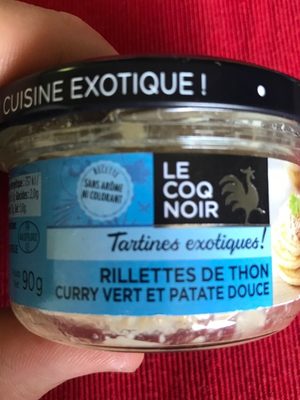 CUISINE EXOTIQUE !
RECETTE
SANS ARÔME
NI COLORANT
LE
COQ
NOIR
Tartines exotiques!
RILLETTES DE THON
CURRY VERT ET PATATE DOUCE
90g